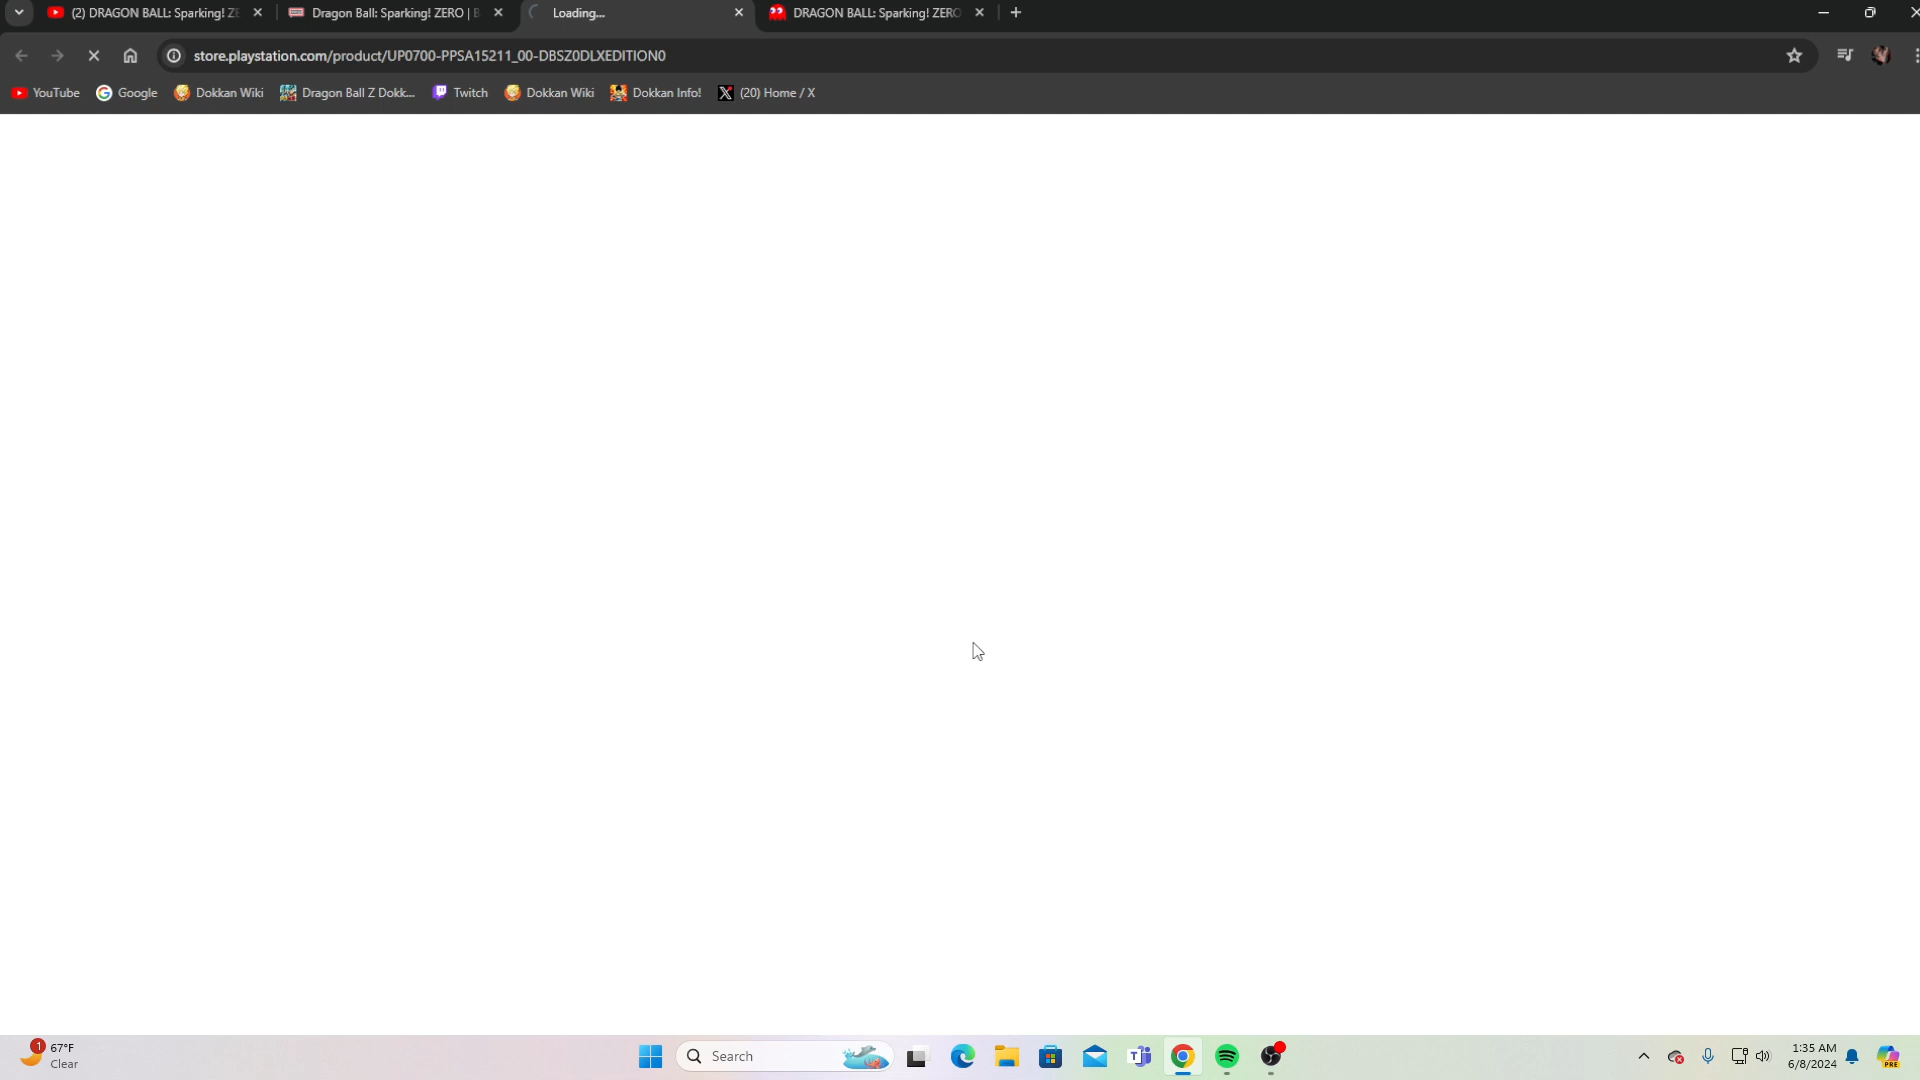 (2) DRAGON BALL: Sparking! ZE
Dragon Ball: Sparking! ZERO | B
Loading...
DRAGON BALL: Sparking! ZERO
store.playstation.com/product/UP0700-PPSA15211_00-DBSZ0DLXEDITION0
YouTube
Google
Dokkan Wiki
Dragon Ball Z Dokk...
Twitch
Dokkan Wiki
Dokkan Info!
(20) Home / X
1
67°F
Clear
Search
1:35 AM
6/8/2024
PRE